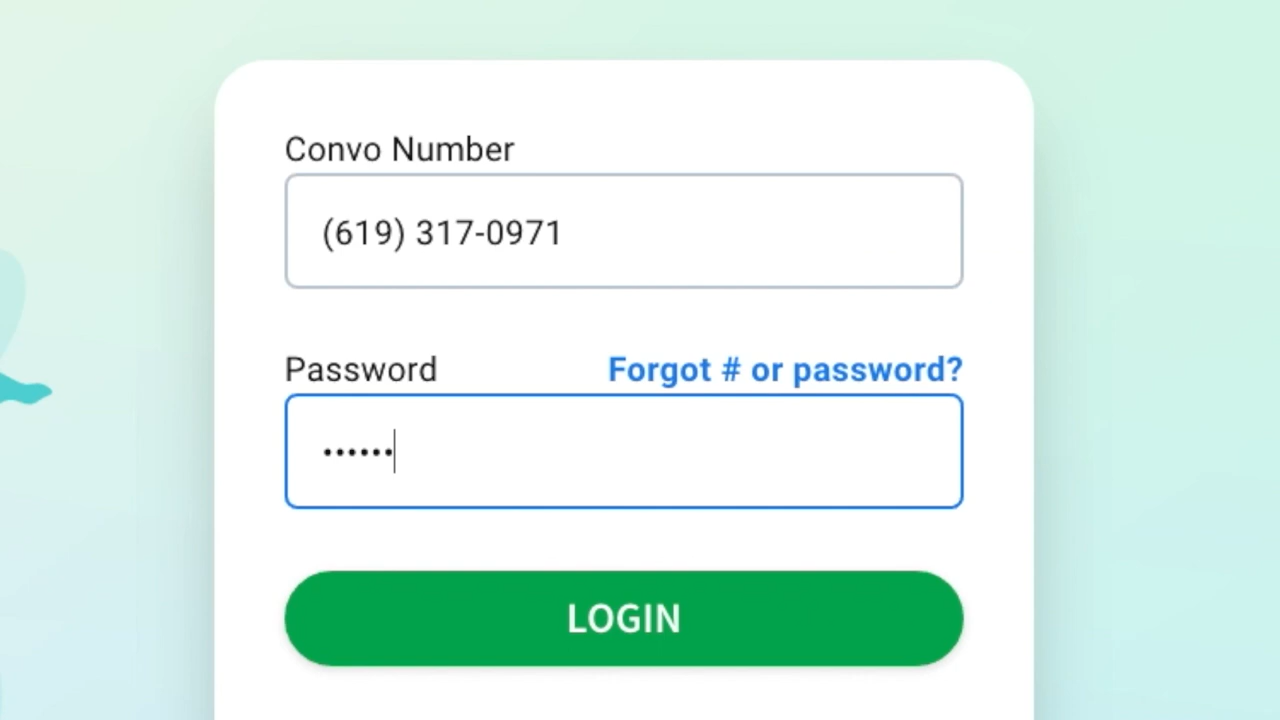 Convo Number
(619) 317-0971
Password Forgot # or password?
••••••
LOGIN